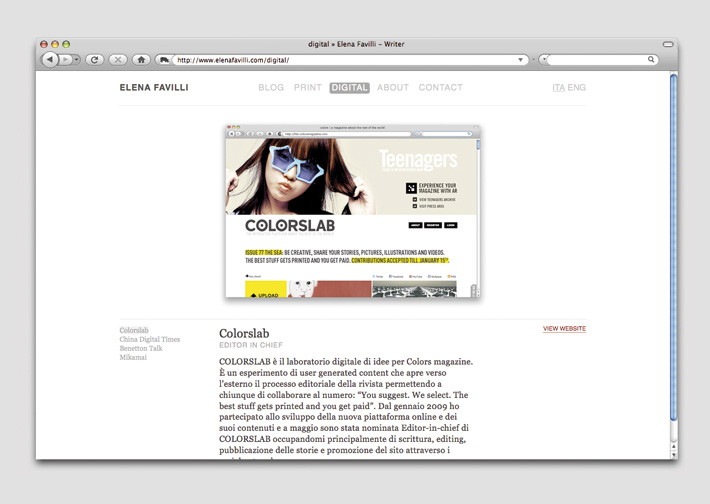 digital » Elena Favilli – Writer
http://www.elenafavilli.com/digital/
ELENA FAVILLI
BLOG PRINT DIGITAL ABOUT CONTACT
ITA ENG
Teenagers
EXPERIENCE YOUR
MAGAZINE WITH AR
VIEW TEENAGERS ARCHIVE
VISIT PRESS AREA
COLORSLAB
ABOUT REGISTER LOGIN
ISSUE 77 THE SEA: BE CREATIVE, SHARE YOUR STORIES, PICTURES, ILLUSTRATIONS AND VIDEOS.
THE BEST STUFF GETS PRINTED AND YOU GET PAID. CONTRIBUTIONS ACCEPTED TILL JANUARY 15TH.
UPLOAD
Colorslab
China Digital Times
Benetton Talk
Mikamai
Colorslab
EDITOR IN CHIEF
VIEW WEBSITE
COLORSLAB è il laboratorio digitale di idee per Colors magazine.
È un esperimento di user generated content che apre verso
l'esterno il processo editoriale della rivista permettendo a
chiunque di collaborare al numero: “You suggest. We select. The
best stuff gets printed and you get paid”. Dal gennaio 2009 ho
partecipato allo sviluppo della nuova piattaforma online e dei
suoi contenuti e a maggio sono stata nominata Editor-in-chief di
COLORSLAB occupandomi principalmente di scrittura, editing,
pubblicazione delle storie e promozione del sito attraverso i